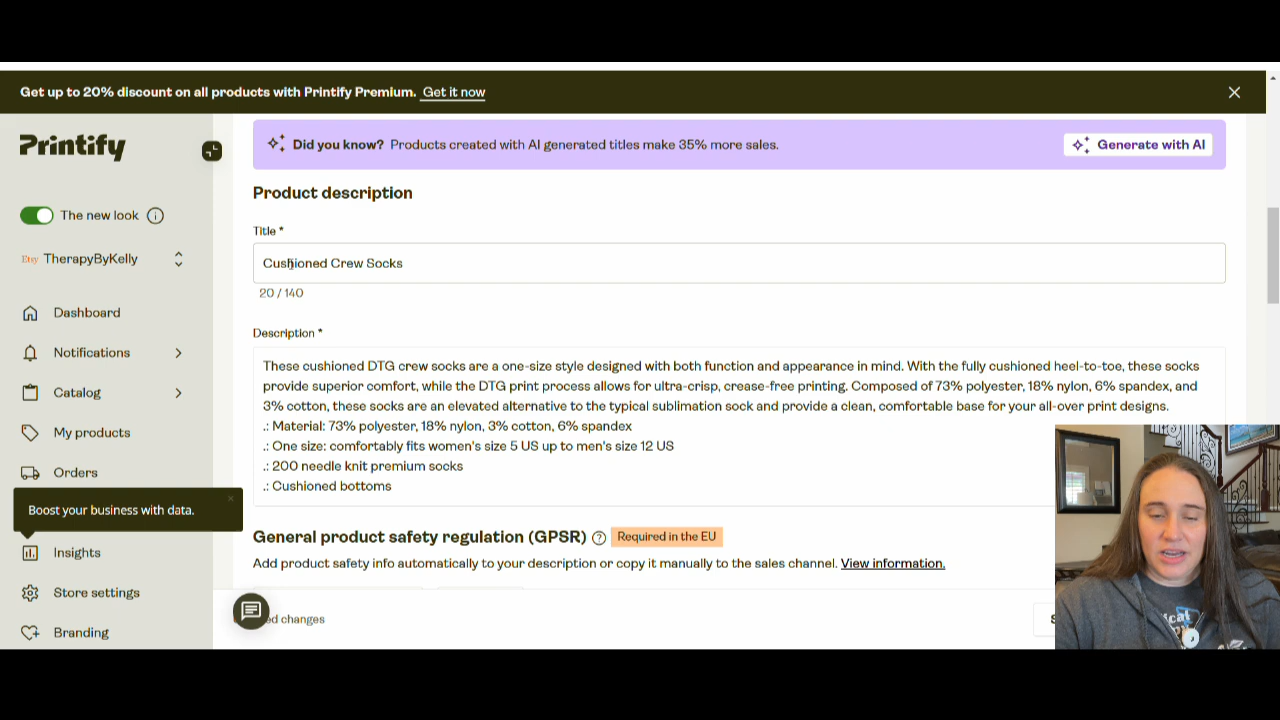 Get up to 20% discount on all products with Printify Premium. Get it now
Printify
Did you know? Products created with AI generated titles make 35% more sales.
Generate with AI
Product description
The new look
Title *
Etsy TherapyByKelly
Cushioned Crew Socks
20 / 140
Dashboard
Notifications
Catalog
My products
Orders
Boost your business with data.
Insights
Store settings
Branding
Description *
These cushioned DTG crew socks are a one-size style designed with both function and appearance in mind. With the fully cushioned heel-to-toe, these socks
provide superior comfort, while the DTG print process allows for ultra-crisp, crease-free printing. Composed of 73% polyester, 18% nylon, 6% spandex, and
3% cotton, these socks are an elevated alternative to the typical sublimation sock and provide a clean, comfortable base for your all-over print designs.
.: Material: 73% polyester, 18% nylon, 3% cotton, 6% spandex
.: One size: comfortably fits women's size 5 US up to men's size 12 US
.: 200 needle knit premium socks
.: Cushioned bottoms
General product safety regulation (GPSR) Required in the EU
Add product safety info automatically to your description or copy it manually to the sales channel. View information.
changes